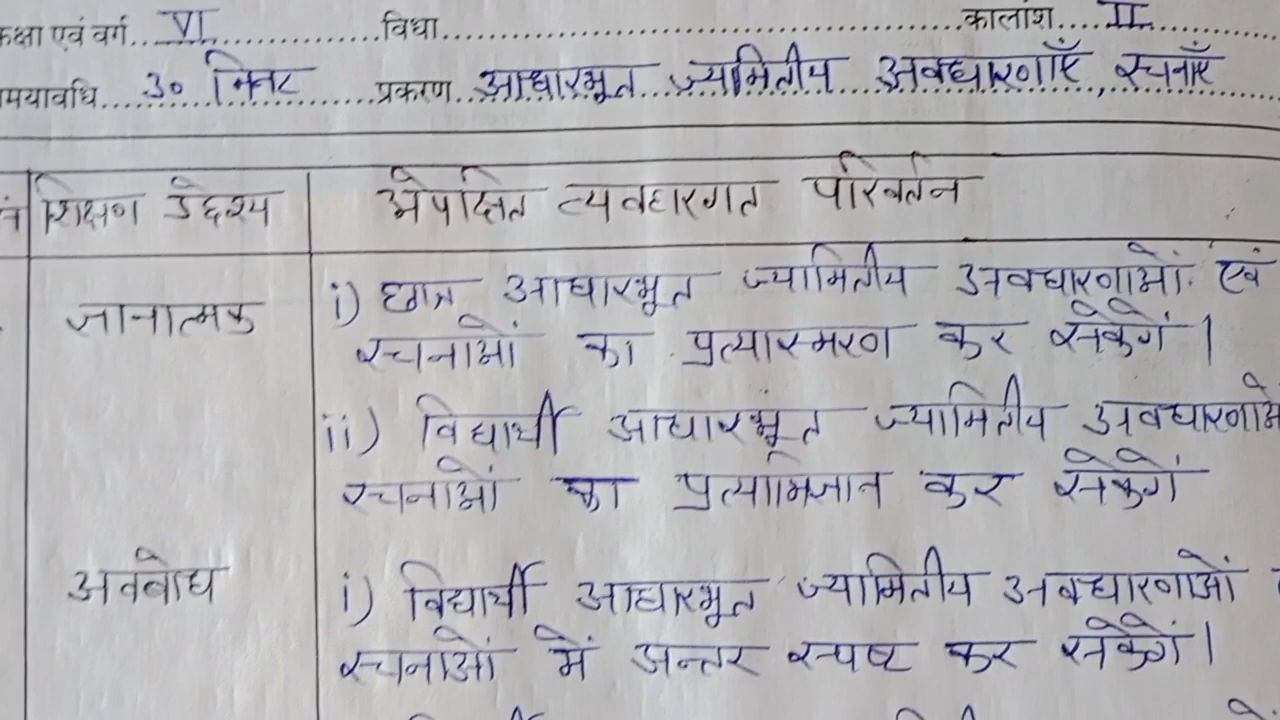 कक्षा एवं वर्ग.. VI ............ विधा........................कालांश.... II ............
मयावधि..... 30 मिनट ...... प्रकरण.. आधारभूत ज्यामितीय अवधारणाएँ, रचनाएँ
शिक्षण उद्देश्य अपेक्षित व्यवहारगत परिवर्तन
ज्ञानात्मक i) छात्र आधारभूत ज्यामितीय अवधारणाओं एवं
रचनाओं का प्रत्यास्मरण कर सकेगें।
ii) विद्यार्थी आधारभूत ज्यामितीय अवधारणाओ
रचनाओं का प्रत्याभिज्ञान कर सकेगें
अवबोध i) विद्यार्थी आधारभूत ज्यामितीय अवधारणाओं
रचनाओं में अन्तर स्पष्ट कर सकेगें।